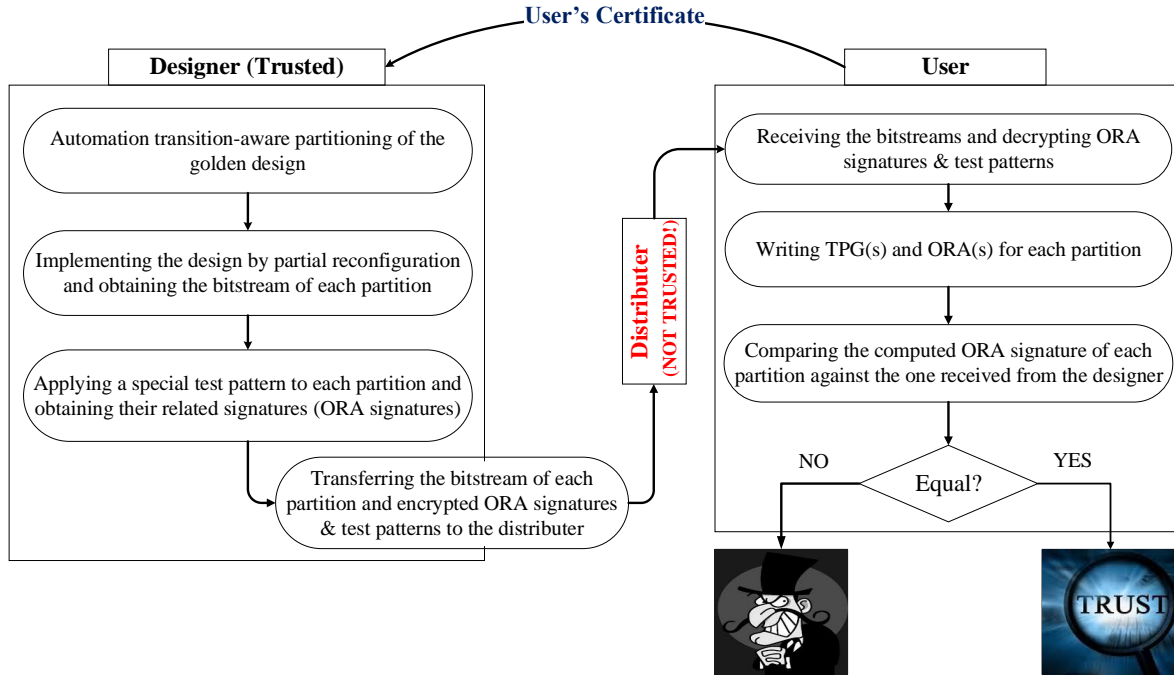 User’s Certificate
Designer (Trusted)
Automation transition-aware partitioning of the
golden design
Implementing the design by partial reconfiguration
and obtaining the bitstream of each partition
Applying a special test pattern to each partition and
obtaining their related signatures (ORA signatures)
Transferring the bitstream of each
partition and encrypted ORA signatures
& test patterns to the distributer
Distributer
(NOT TRUSTED!)
User
Receiving the bitstreams and decrypting ORA
signatures & test patterns
Writing TPG(s) and ORA(s) for each partition
Comparing the computed ORA signature of each
partition against the one received from the designer
NO
YES
Equal?
TRUST